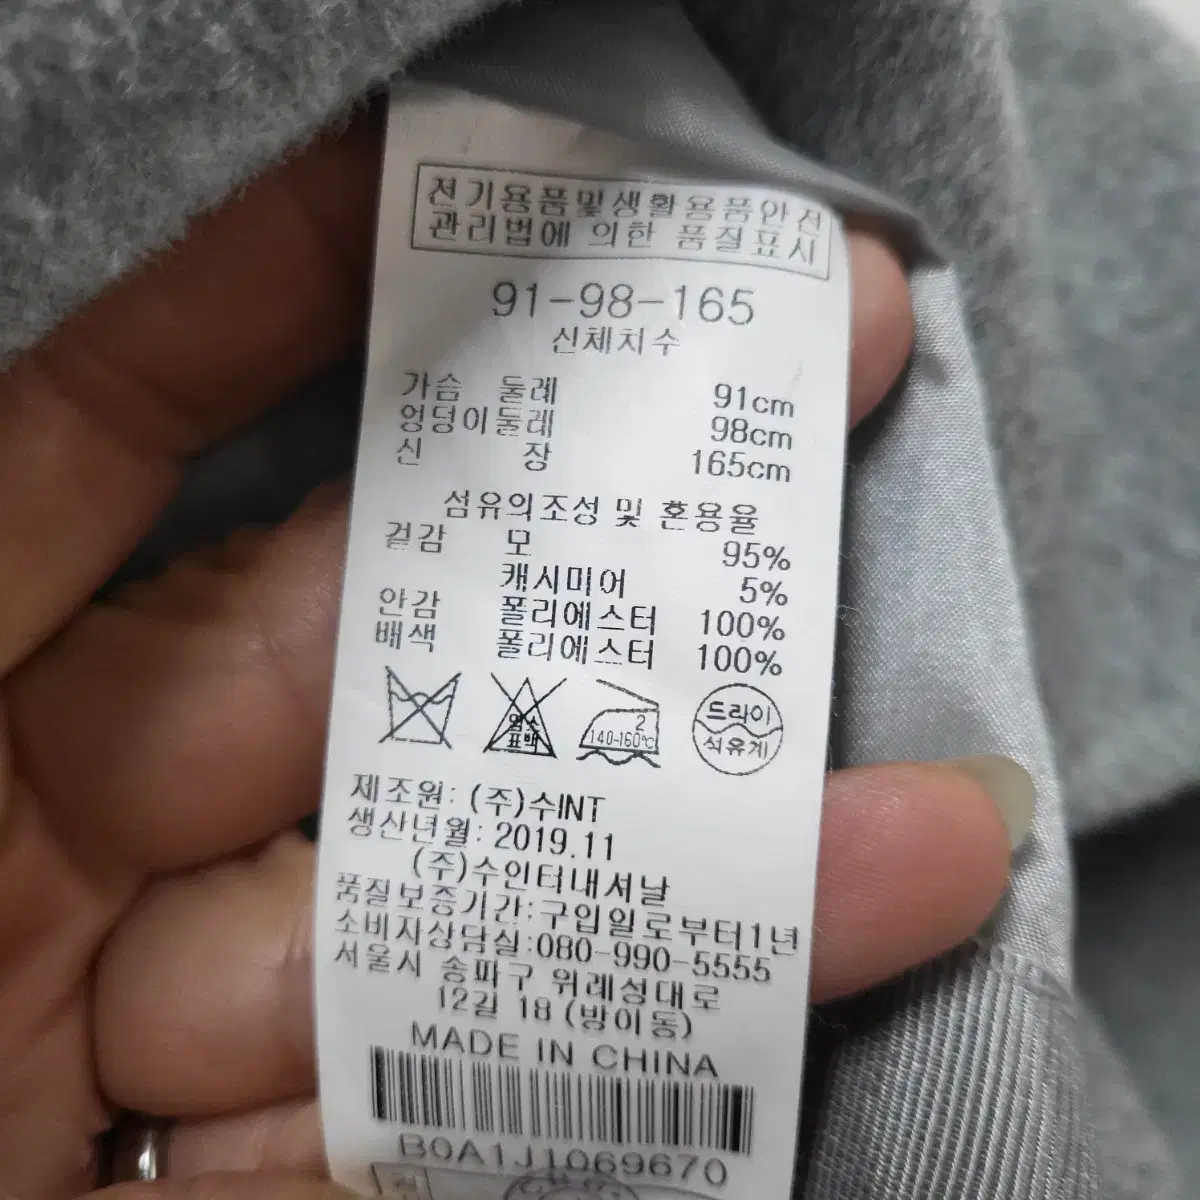 전기용품및생활용품안전
관리법에 의한 품질표시
91-98-165
신체치수
가슴 둘레 91cm
엉덩이둘레 98cm
신 장 165cm
섬유의조성 및 혼용율
겉감 모 95%
캐시미어 5%
안감 폴리에스터 100%
배색 폴리에스터 100%
염소
표백
2
140-160℃
드라이
석유계
제조원: (주)수INT
생산년월: 2019.11
(주)수인터내셔날
품질보증기간:구입일로부터1년
소비자상담실:080-990-5555
서울시 송파구 위례성대로
12길 18 (방이동)
MADE IN CHINA
B0A1J1069670